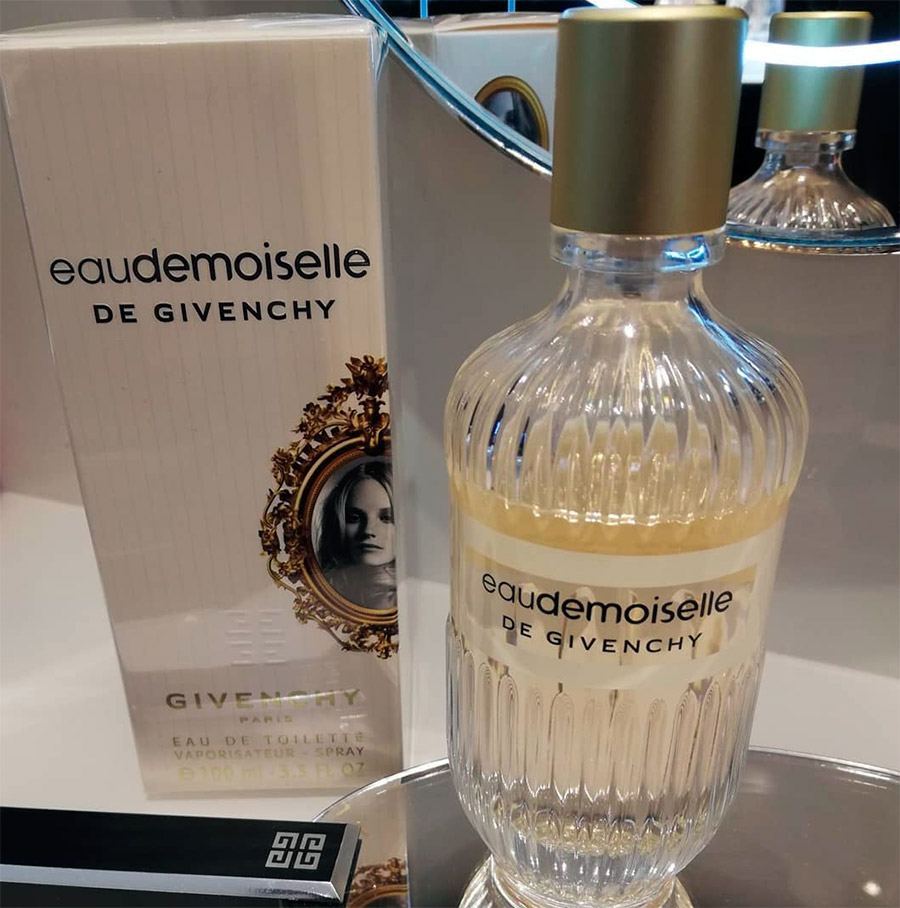 eaudemoiselle
DE GIVENCHY
GIVENCHY
PARIS
EAU DE TOILETTE
VAPORISATEUR - SPRAY
℮ 100 ml - 3.3 fl. OZ
eaudemoiselle
DE GIVENCHY